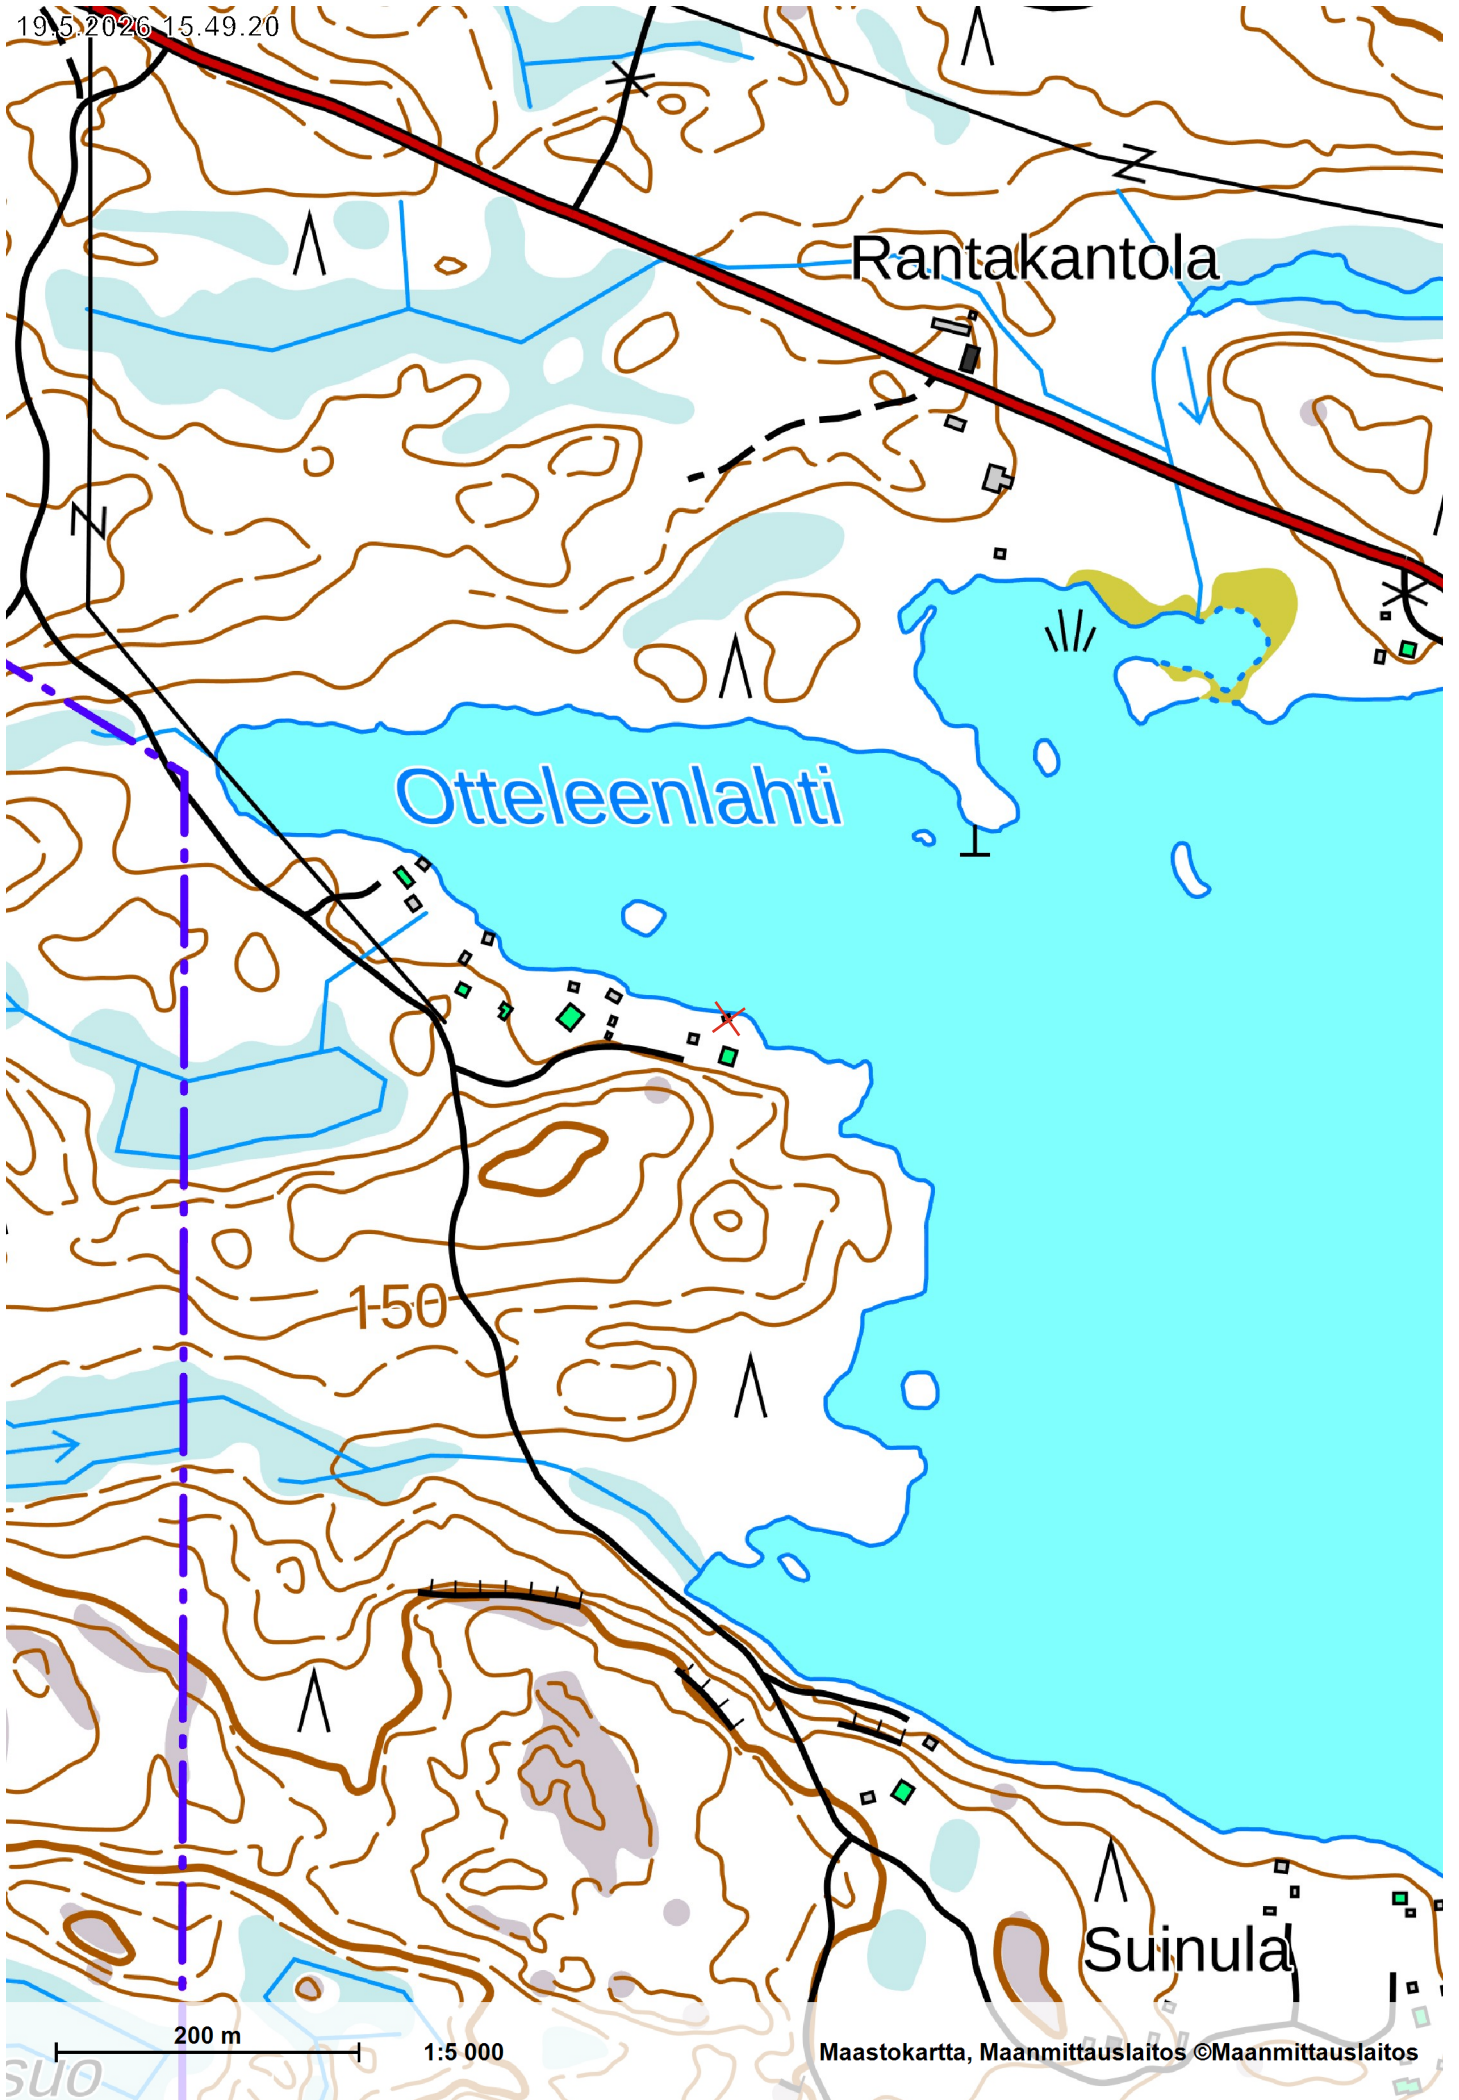 19.5.2026 15.49.20
Rantakantola
Otteleenlahti
150
Suinula
200 m
1:5 000
Maastokartta, Maanmittauslaitos ©Maanmittauslaitos
suo